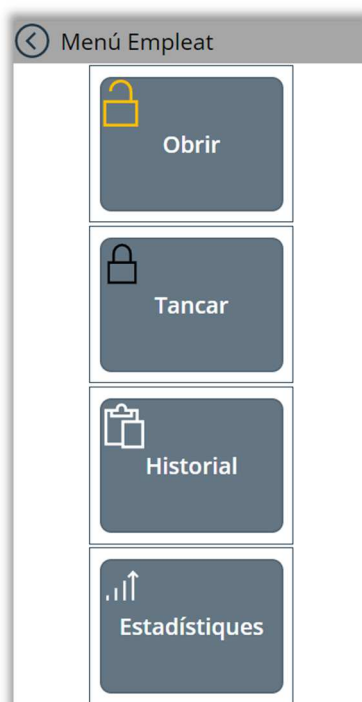 Menú Empleat
Obrir
Tancar
Historial
Estadístiques